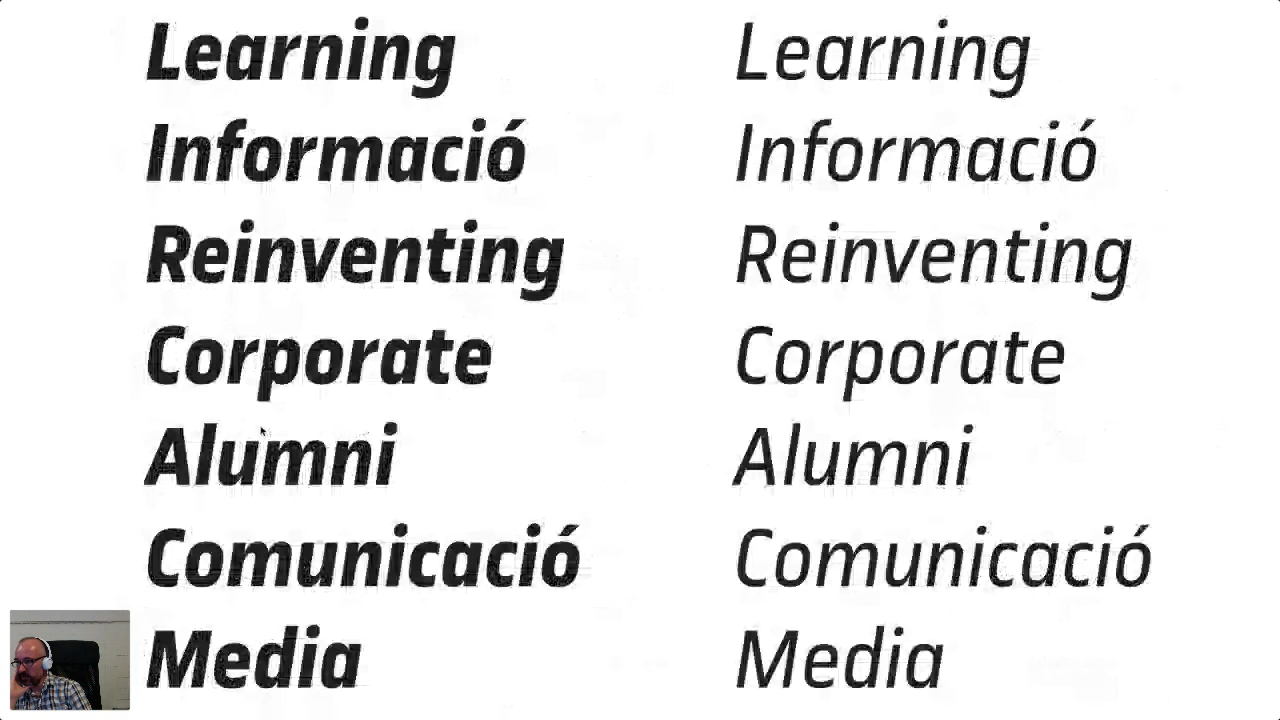 Learning Learning
Informació Informació
Reinventing Reinventing
Corporate Corporate
Alumni Alumni
Comunicació Comunicació
Media Media